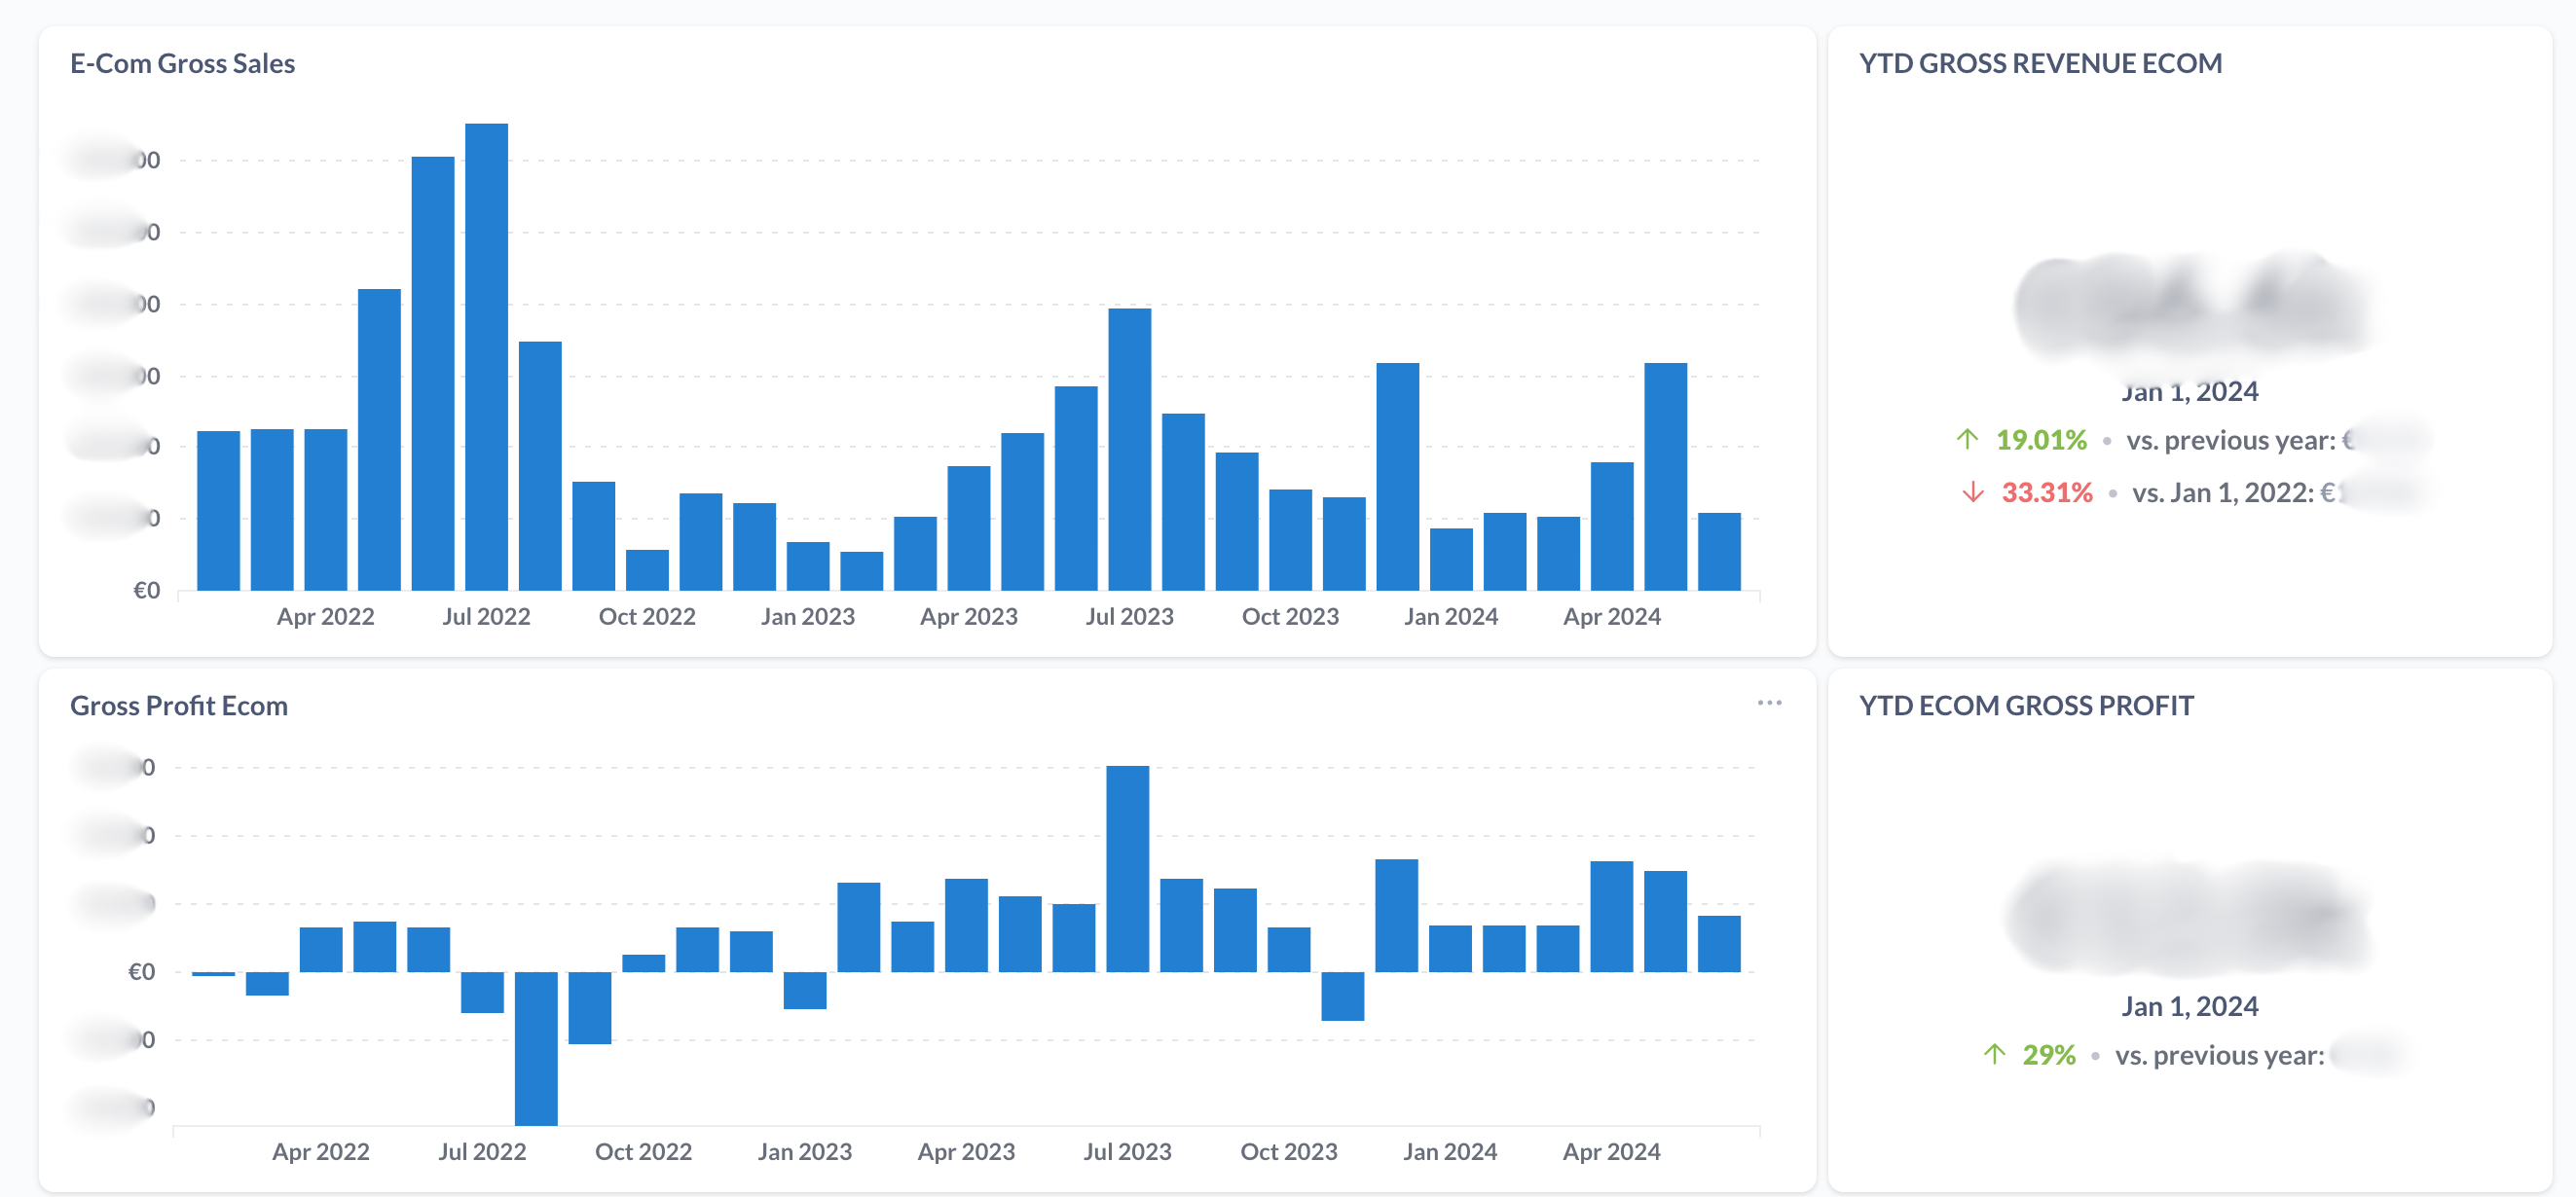 E-Com Gross Sales
€0
Apr 2022
Jul 2022
Oct 2022
Jan 2023
Apr 2023
Jul 2023
Oct 2023
Jan 2024
Apr 2024
YTD GROSS REVENUE ECOM
Jan 1, 2024
↑ 19.01% • vs. previous year: €
↓ 33.31% • vs. Jan 1, 2022: €
Gross Profit Ecom
...
€0
Apr 2022
Jul 2022
Oct 2022
Jan 2023
Apr 2023
Jul 2023
Oct 2023
Jan 2024
Apr 2024
YTD ECOM GROSS PROFIT
Jan 1, 2024
↑ 29% • vs. previous year: